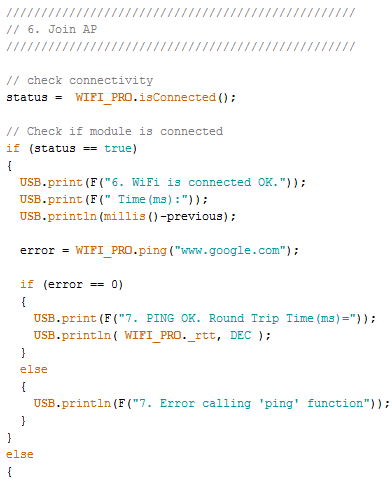 //////////////////////////////////////////////////
// 6. Join AP
//////////////////////////////////////////////////
// check connectivity
status =  WIFI_PRO.isConnected();
// Check if module is connected
if (status == true)
{
  USB.print(F("6. WiFi is connected OK."));
  USB.print(F(" Time(ms):"));
  USB.println(millis()-previous);
  error = WIFI_PRO.ping("www.google.com");
  if (error == 0)
  {
    USB.print(F("7. PING OK. Round Trip Time(ms)="));
    USB.println( WIFI_PRO._rtt, DEC );
  }
  else
  {
    USB.println(F("7. Error calling 'ping' function"));
  }
}
else
{